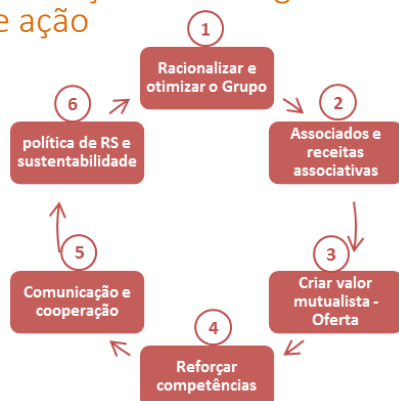 e ação
1
Racionalizar e
otimizar o Grupo
2
Associados e
receitas
associativas
3
Criar valor
mutualista -
Oferta
4
Reforçar
competências
5
Comunicação e
cooperação
6
política de RS e
sustentabilidade